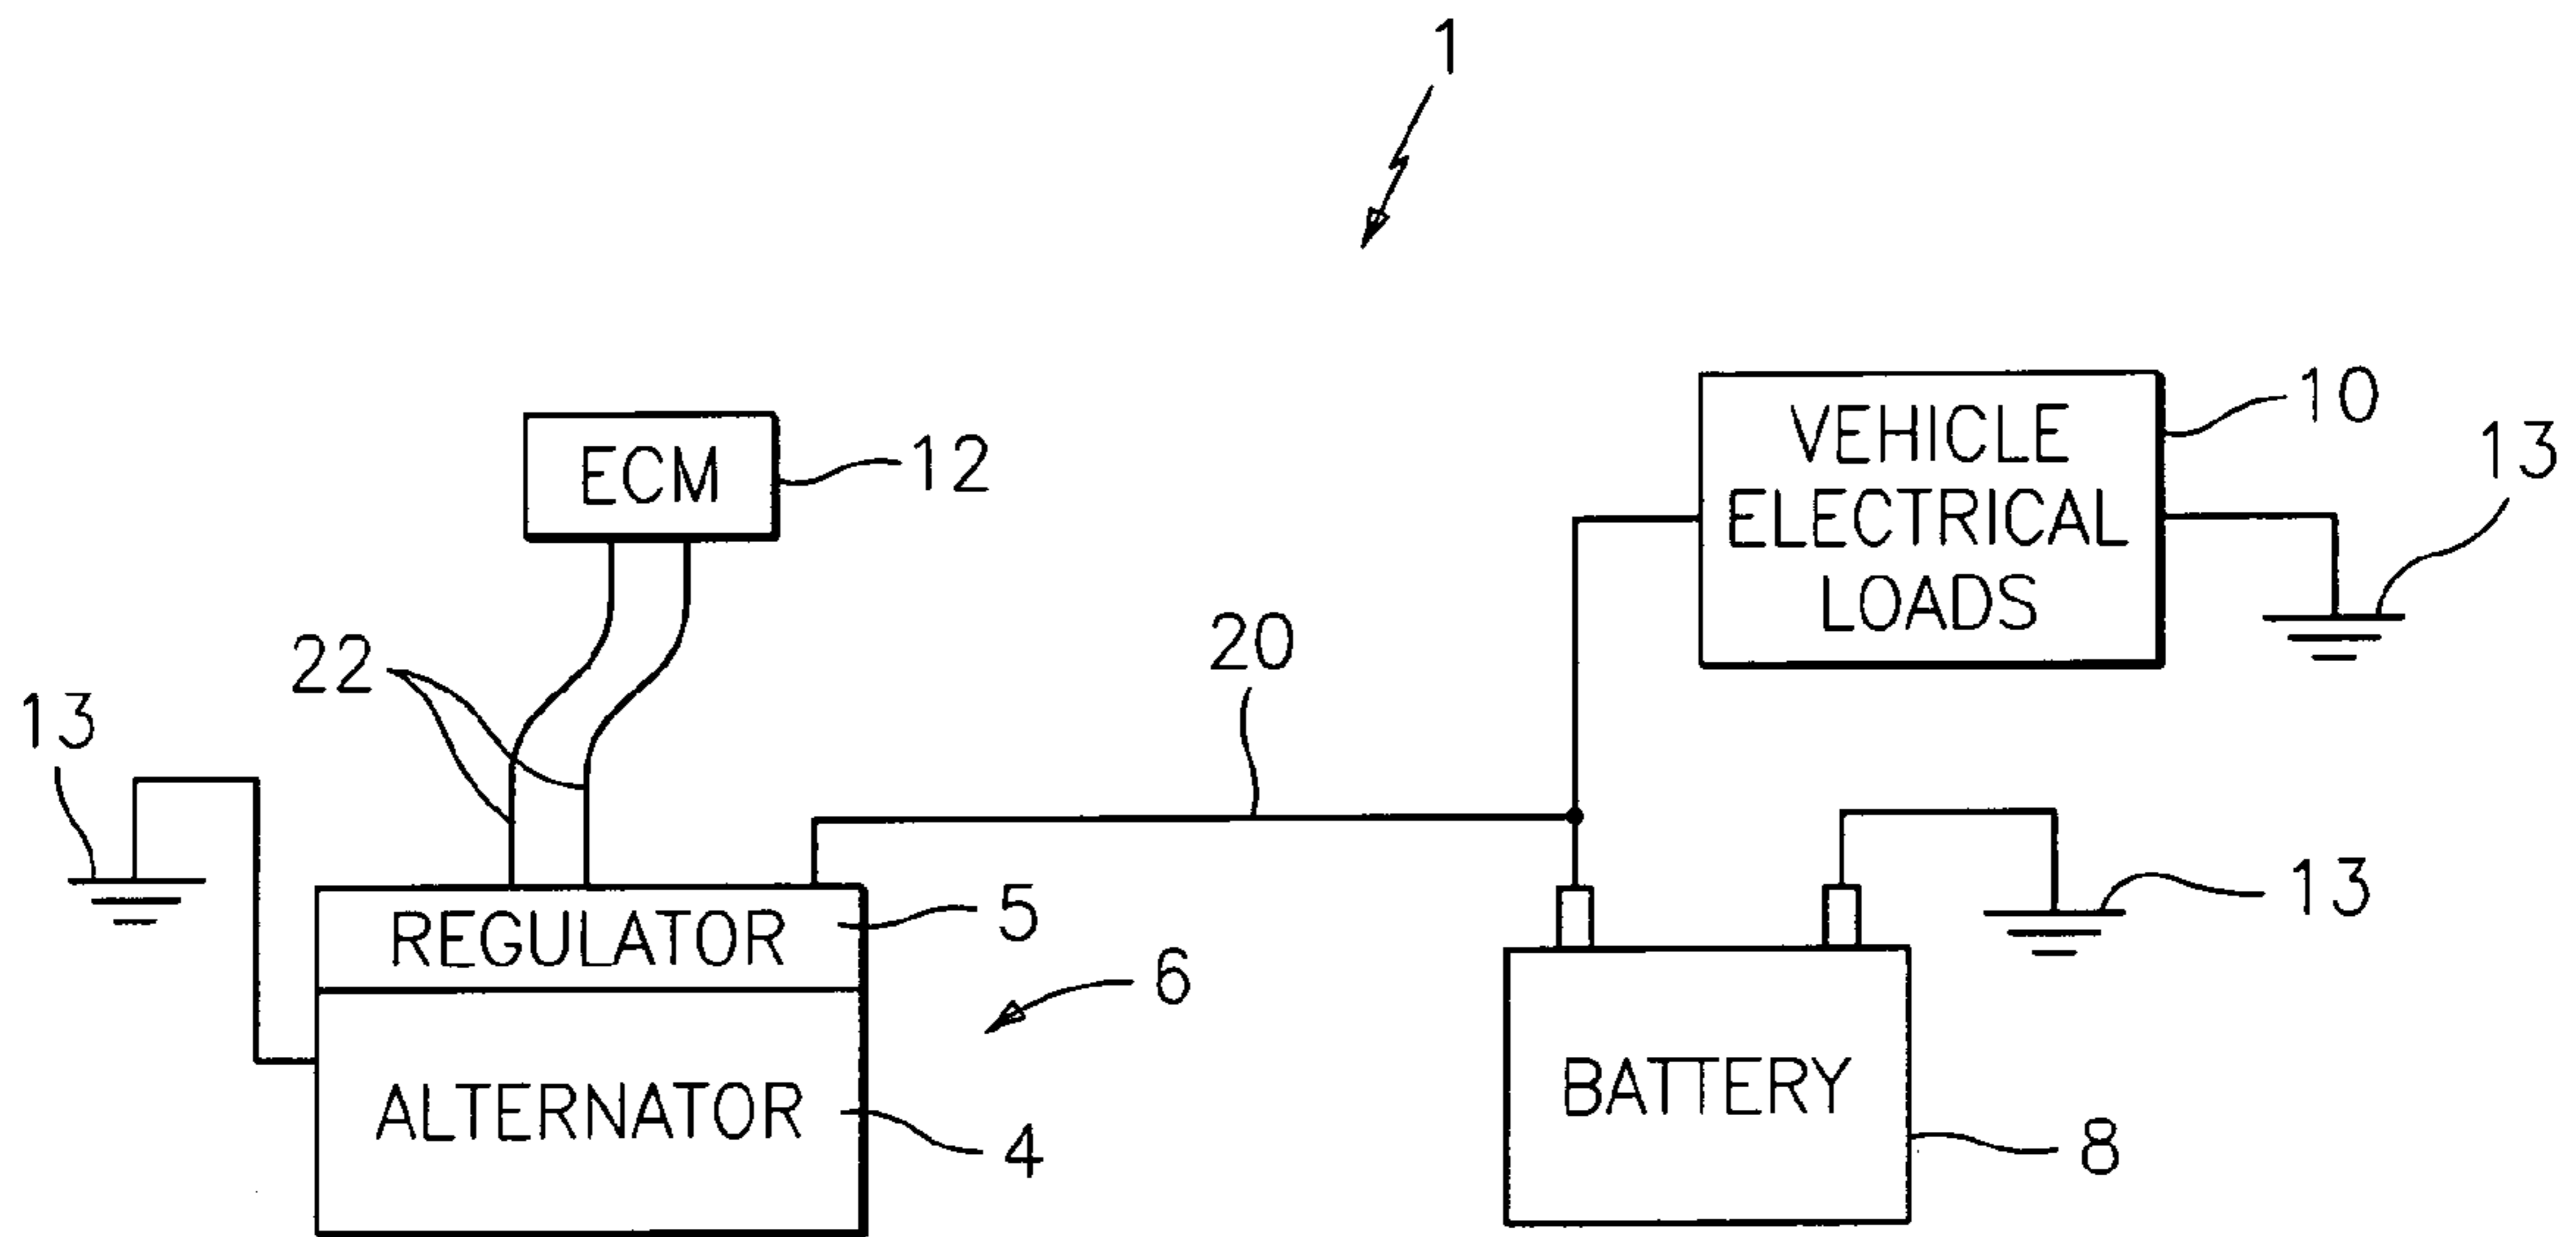 1
ECM
12
VEHICLE
ELECTRICAL
LOADS
10
13
22
20
13
REGULATOR
5
6
ALTERNATOR
4
13
BATTERY
8